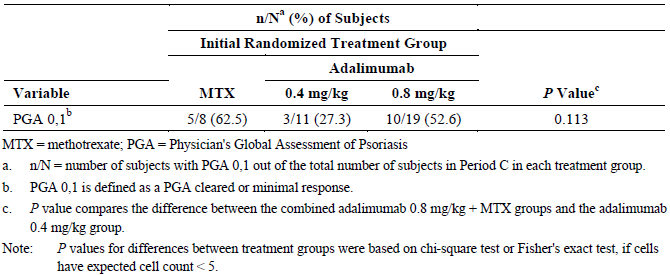 n/Nᵃ (%) of Subjects
Initial Randomized Treatment Group
Adalimumab
Variable MTX 0.4 mg/kg 0.8 mg/kg P Valueᶜ
PGA 0,1ᵇ 5/8 (62.5) 3/11 (27.3) 10/19 (52.6) 0.113
MTX = methotrexate; PGA = Physician's Global Assessment of Psoriasis
a. n/N = number of subjects with PGA 0,1 out of the total number of subjects in Period C in each treatment group.
b. PGA 0,1 is defined as a PGA cleared or minimal response.
c. P value compares the difference between the combined adalimumab 0.8 mg/kg + MTX groups and the adalimumab
0.4 mg/kg group.
Note: P values for differences between treatment groups were based on chi-square test or Fisher's exact test, if cells
have expected cell count < 5.